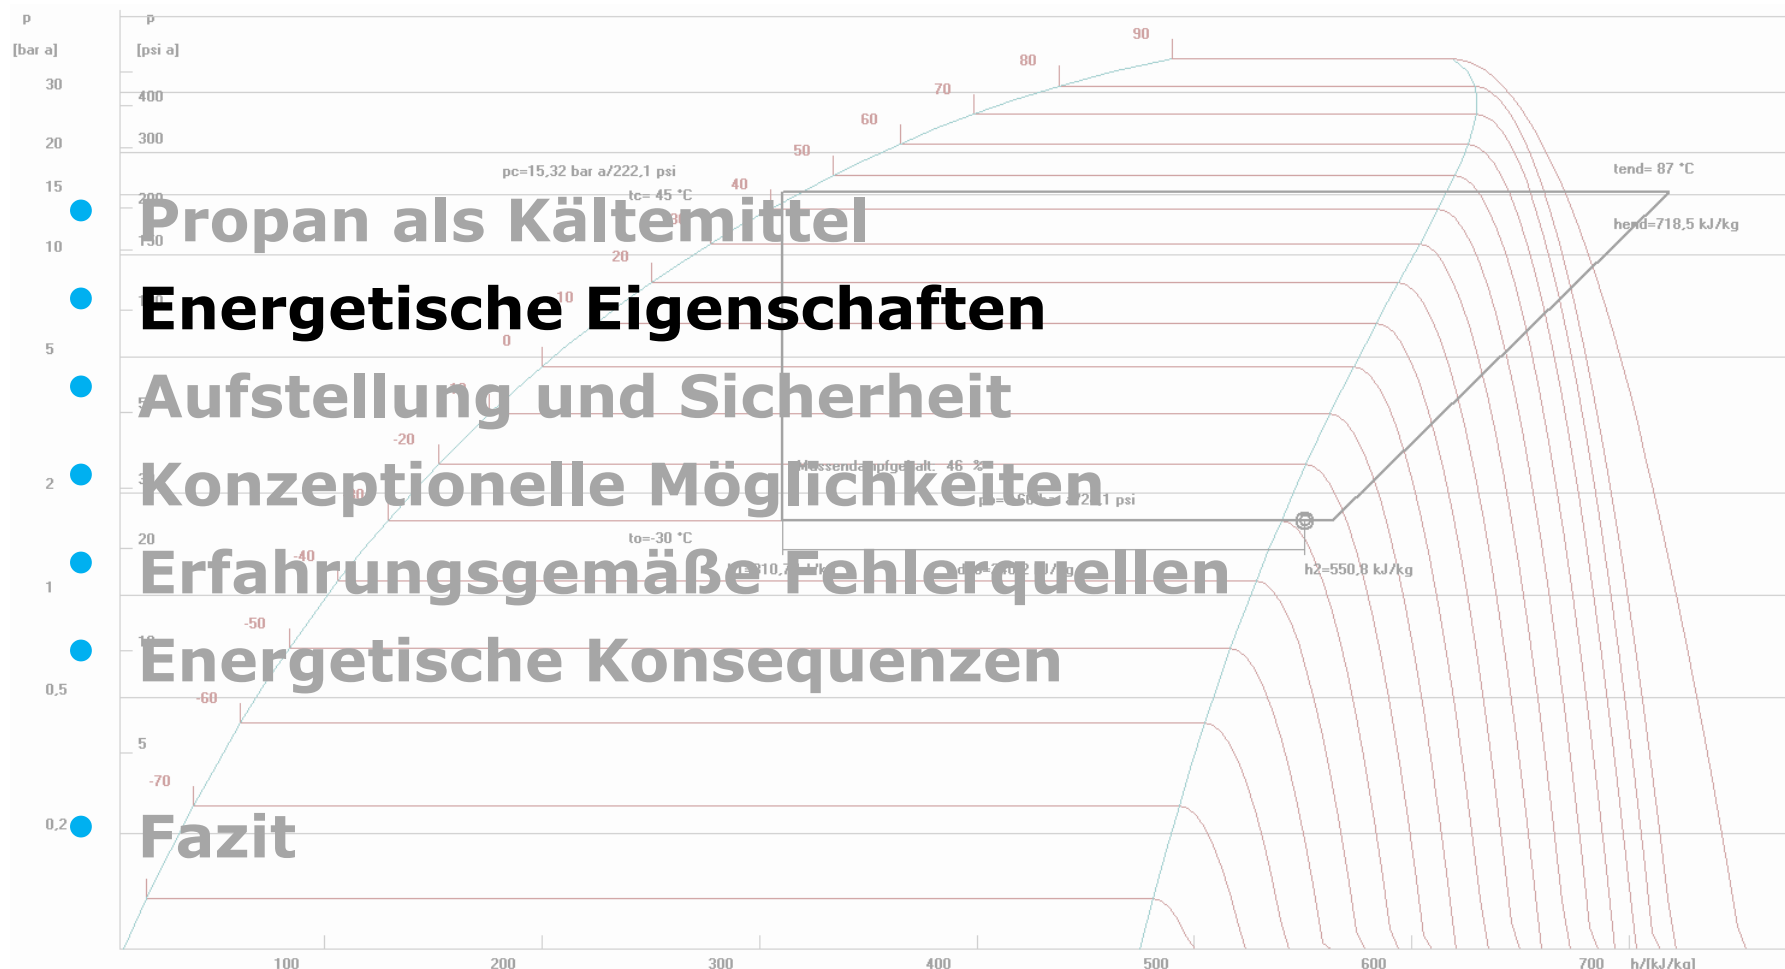 p p
[bar a] [psi a]
90
80
30
400
70
60
20
300
50
pc=15,32 bar a/222,1 psi
tend= 87 °C
15
40
tc= 45 °C
200
Propan als Kältemittel
hend=718,5 kJ/kg
10
150
20
10
Energetische Eigenschaften
5
0
Aufstellung und Sicherheit
-20
Massendampfgehalt: 46 %
2
Konzeptionelle Möglichkeiten
20
to=-30 °C
-40
Erfahrungsgemäße Fehlerquellen
h2=550,8 kJ/kg
1
-50
10
Energetische Konsequenzen
0,5
-60
5
-70
0,2
Fazit
100 200 300 400 500 600 700 h/[kJ/kg]